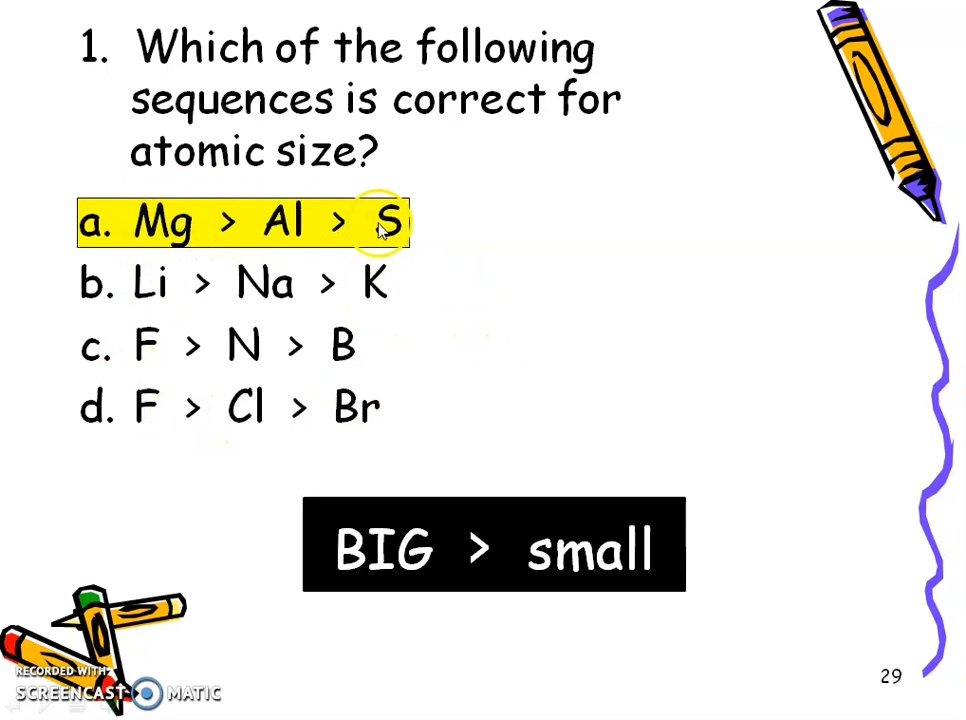 1. Which of the following
sequences is correct for
atomic size?
a. Mg > Al > S
b. Li > Na > K
c. F > N > B
d. F > Cl > Br
BIG > small
RECORDED WITH
SCREENCAST MATIC
29